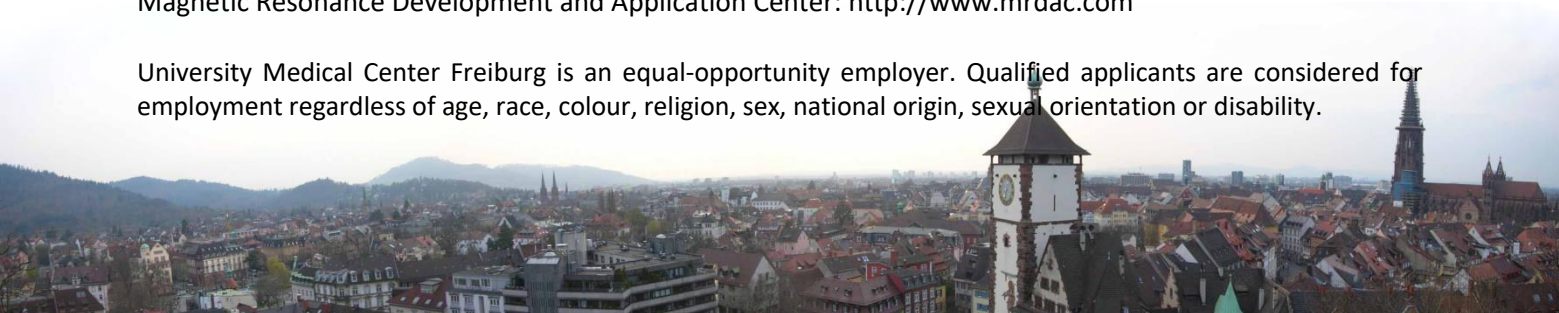 Magnetic Resonance Development and Application Center: http://www.mrdac.com
University Medical Center Freiburg is an equal-opportunity employer. Qualified applicants are considered for
employment regardless of age, race, colour, religion, sex, national origin, sexual orientation or disability.